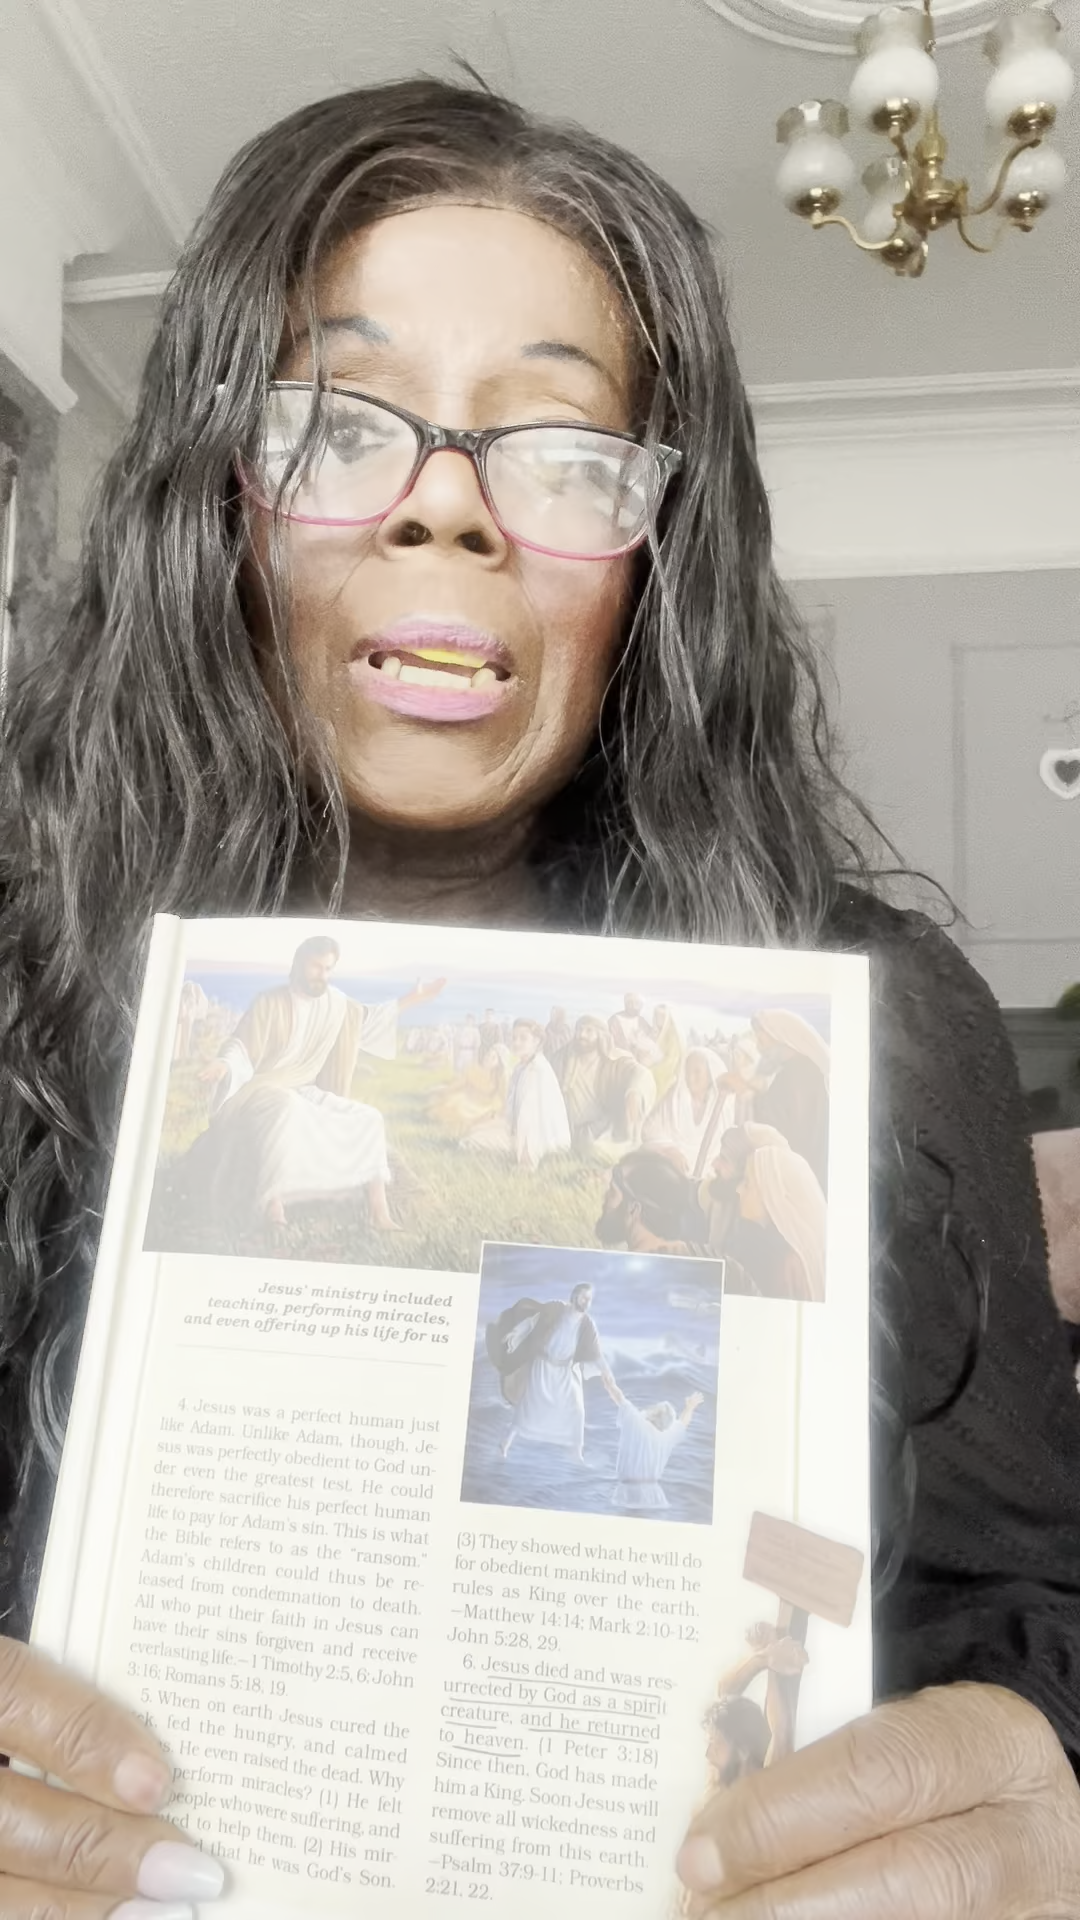 Jesus' ministry included
teaching, performing miracles,
and even offering up his life for us
4. Jesus was a perfect human just
like Adam. Unlike Adam, though, Je-
sus was perfectly obedient to God un-
der even the greatest test. He could
therefore sacrifice his perfect human
life to pay for Adam's sin. This is what
the Bible refers to as the "ransom."
Adam's children could thus be re-
leased from condemnation to death.
All who put their faith in Jesus can
have their sins forgiven and receive
everlasting life.—1 Timothy 2:5, 6; John
3:16; Romans 5:18, 19.
5. When on earth Jesus cured the
fed the hungry, and calmed
He even raised the dead. Why
perform miracles? (1) He felt
people who were suffering, and
to help them. (2) His mir-
that he was God's Son.
(3) They showed what he will do
for obedient mankind when he
rules as King over the earth.
—Matthew 14:14; Mark 2:10-12;
John 5:28, 29.
6. Jesus died and was res-
urrected by God as a spirit
creature, and he returned
to heaven. (1 Peter 3:18)
Since then, God has made
him a King. Soon Jesus will
remove all wickedness and
suffering from this earth.
—Psalm 37:9-11; Proverbs
2:21, 22.